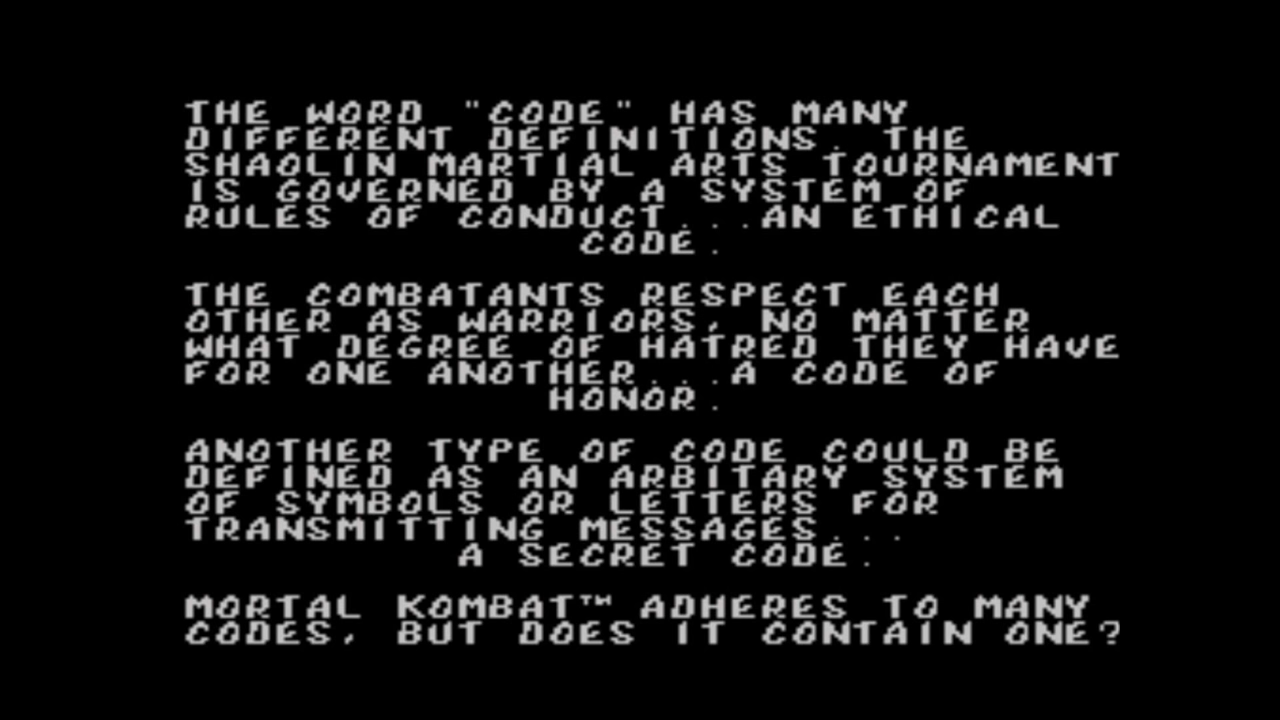 THE WORD "CODE" HAS MANY
DIFFERENT DEFINITIONS. THE
SHAOLIN MARTIAL ARTS TOURNAMENT
IS GOVERNED BY A SYSTEM OF
RULES OF CONDUCT...AN ETHICAL
CODE.
THE COMBATANTS RESPECT EACH
OTHER AS WARRIORS, NO MATTER
WHAT DEGREE OF HATRED THEY HAVE
FOR ONE ANOTHER...A CODE OF
HONOR.
ANOTHER TYPE OF CODE COULD BE
DEFINED AS AN ARBITARY SYSTEM
OF SYMBOLS OR LETTERS FOR
TRANSMITTING MESSAGES...
A SECRET CODE.
MORTAL KOMBAT™ ADHERES TO MANY
CODES, BUT DOES IT CONTAIN ONE?